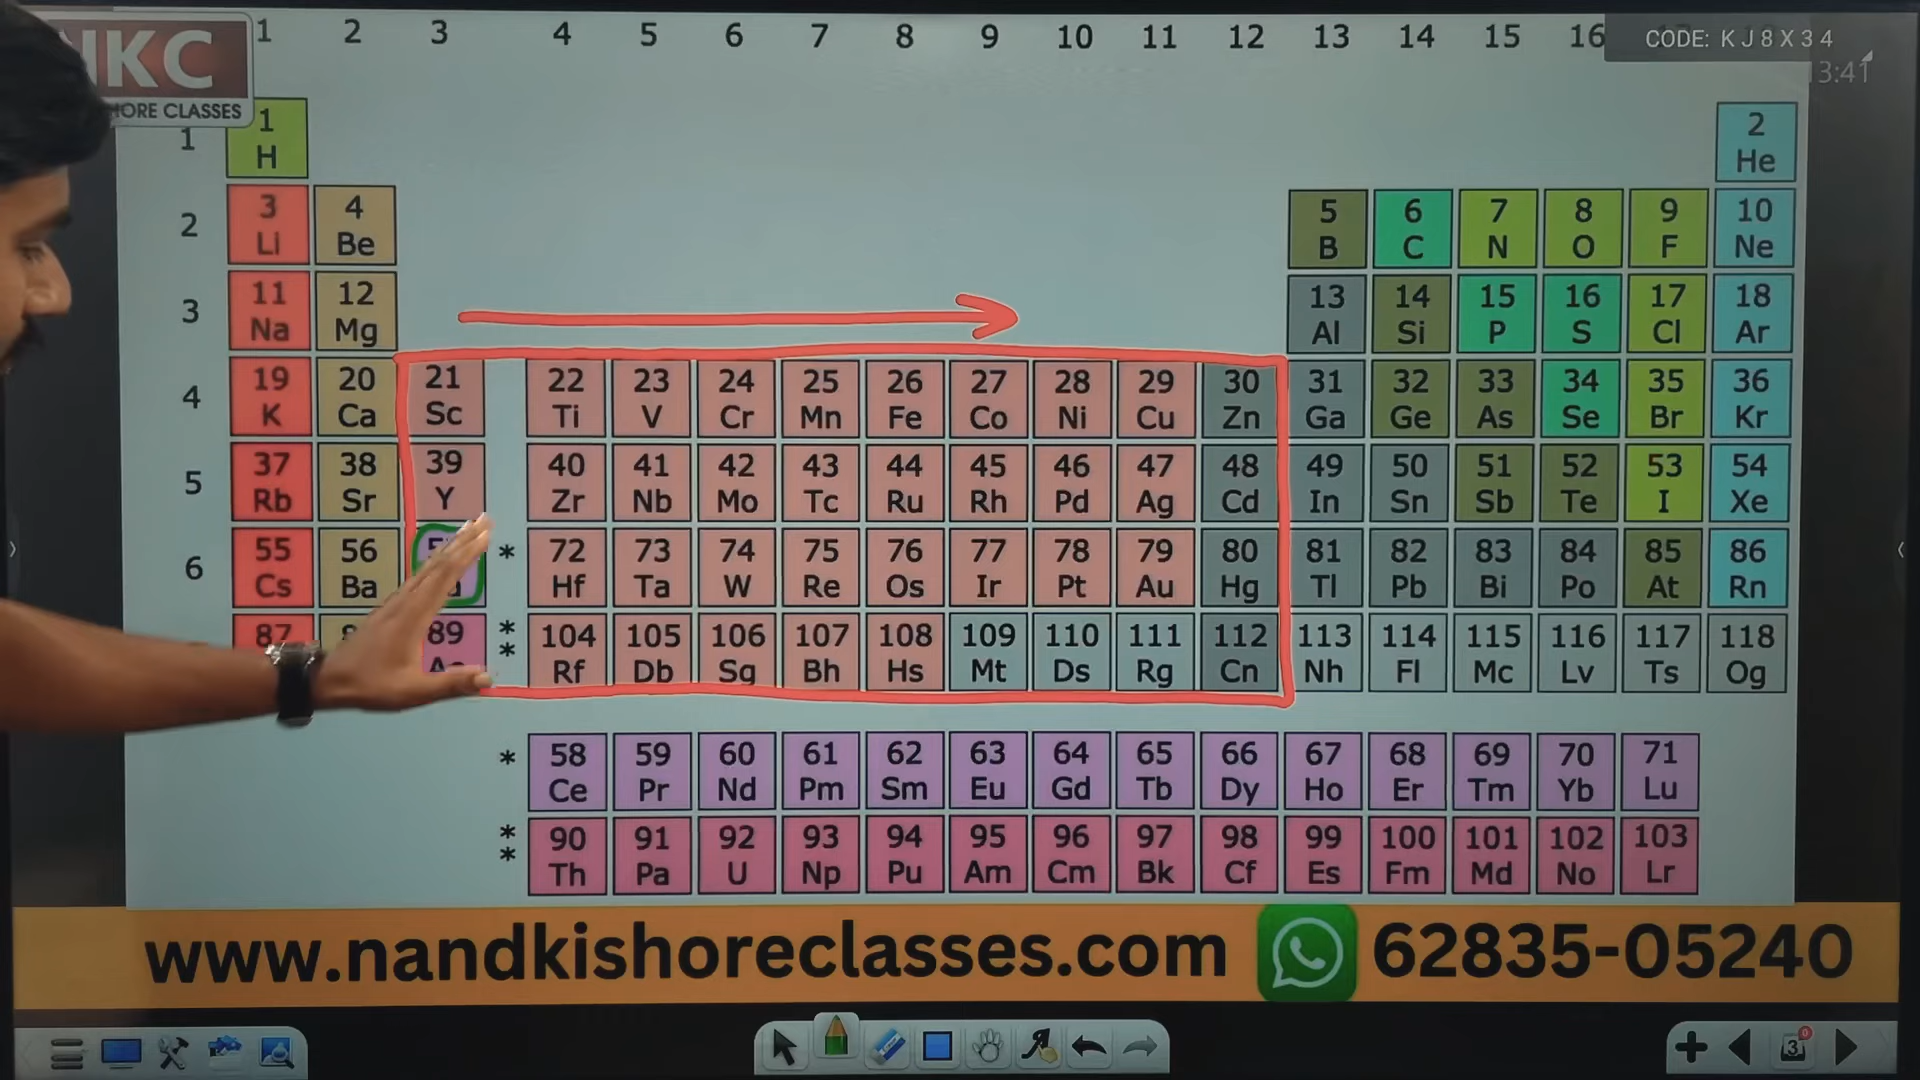 1 2 3 4 5 6 7 8 9 10 11 12 13 14 15 16
CODE: KJ8X34
13:41
NKC
HORE CLASSES
1 1 H 2 He
2 3 Li 4 Be 5 B 6 C 7 N 8 O 9 F 10 Ne
3 11 Na 12 Mg 13 Al 14 Si 15 P 16 S 17 Cl 18 Ar
4 19 K 20 Ca 21 Sc 22 Ti 23 V 24 Cr 25 Mn 26 Fe 27 Co 28 Ni 29 Cu 30 Zn 31 Ga 32 Ge 33 As 34 Se 35 Br 36 Kr
5 37 Rb 38 Sr 39 Y 40 Zr 41 Nb 42 Mo 43 Tc 44 Ru 45 Rh 46 Pd 47 Ag 48 Cd 49 In 50 Sn 51 Sb 52 Te 53 I 54 Xe
6 55 Cs 56 Ba * 72 Hf 73 Ta 74 W 75 Re 76 Os 77 Ir 78 Pt 79 Au 80 Hg 81 Tl 82 Pb 83 Bi 84 Po 85 At 86 Rn
87 89 ** 104 Rf 105 Db 106 Sg 107 Bh 108 Hs 109 Mt 110 Ds 111 Rg 112 Cn 113 Nh 114 Fl 115 Mc 116 Lv 117 Ts 118 Og
* 58 Ce 59 Pr 60 Nd 61 Pm 62 Sm 63 Eu 64 Gd 65 Tb 66 Dy 67 Ho 68 Er 69 Tm 70 Yb 71 Lu
** 90 Th 91 Pa 92 U 93 Np 94 Pu 95 Am 96 Cm 97 Bk 98 Cf 99 Es 100 Fm 101 Md 102 No 103 Lr
www.nandkishoreclasses.com 62835-05240
3